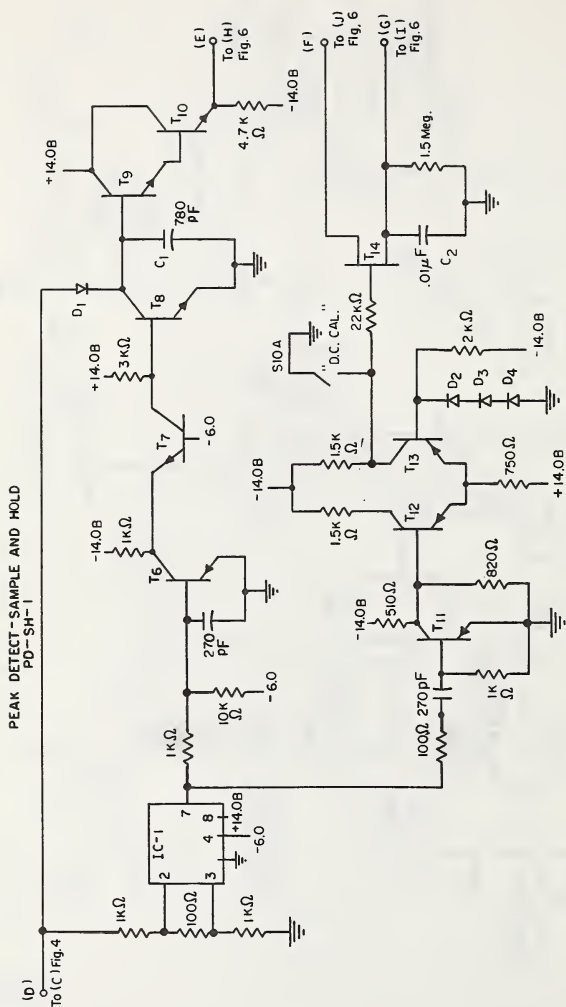 PEAK DETECT-SAMPLE AND HOLD
PD-SH-1
(D)
To (C) Fig.4
1KΩ
100Ω
1KΩ
2
3
IC-1
7
8
4
+14.0B
-6.0
1KΩ
10K
Ω
-6.0
270
pF
T6
-14.0B
1KΩ
T7
-6.0
+14.0B
3KΩ
T8
D1
C1
780
pF
T9
+14.0B
T10
4.7K
Ω
-14.0B
(E)
To (H)
Fig.6
100Ω
270pF
1K
Ω
T11
-14.0B
510Ω
820Ω
T12
1.5K
Ω
-14.0B
1.5K
Ω
T13
750Ω
+14.0B
D2
D3
D4
2KΩ
-14.0B
S10A
"D.C. CAL."
22KΩ
T14
.01µF
C2
1.5 Meg.
(F)
To (J)
Fig, 6
(G)
To (I)
Fig.6